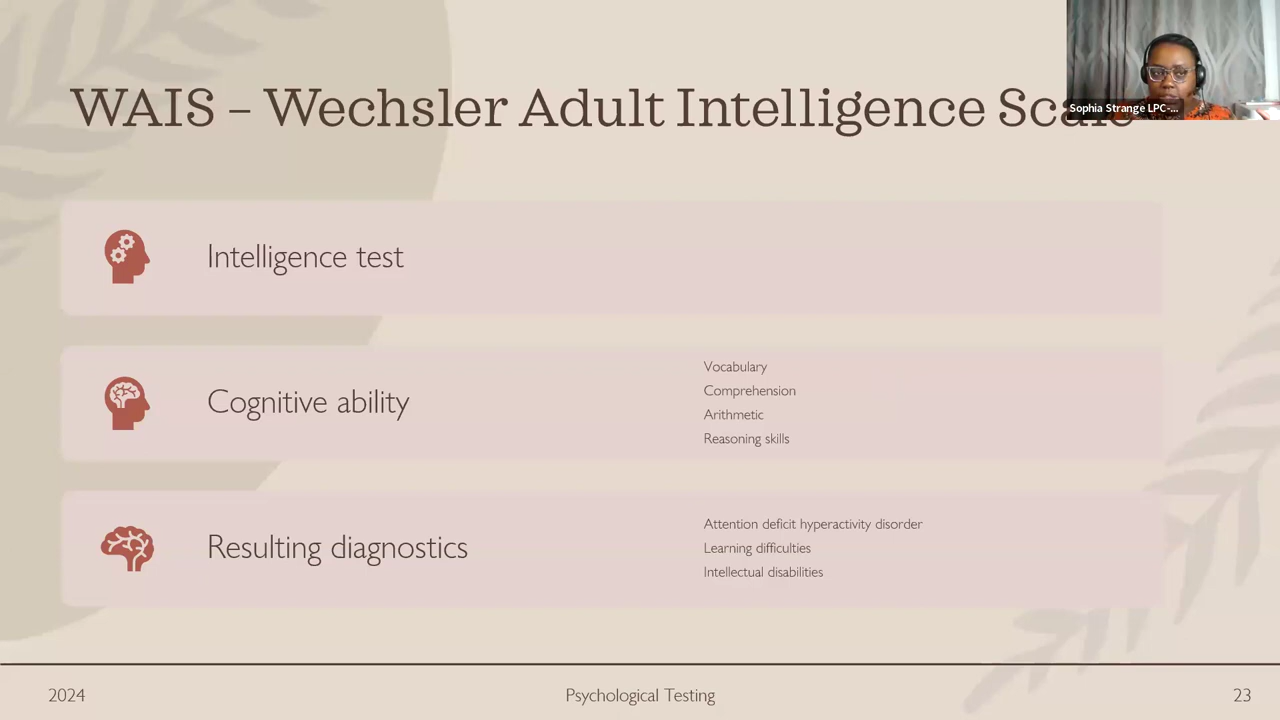 WAIS – Wechsler Adult Intelligence Scale
Sophia Strange LPC-...
Intelligence test
Cognitive ability
Vocabulary
Comprehension
Arithmetic
Reasoning skills
Resulting diagnostics
Attention deficit hyperactivity disorder
Learning difficulties
Intellectual disabilities
2024
Psychological Testing
23